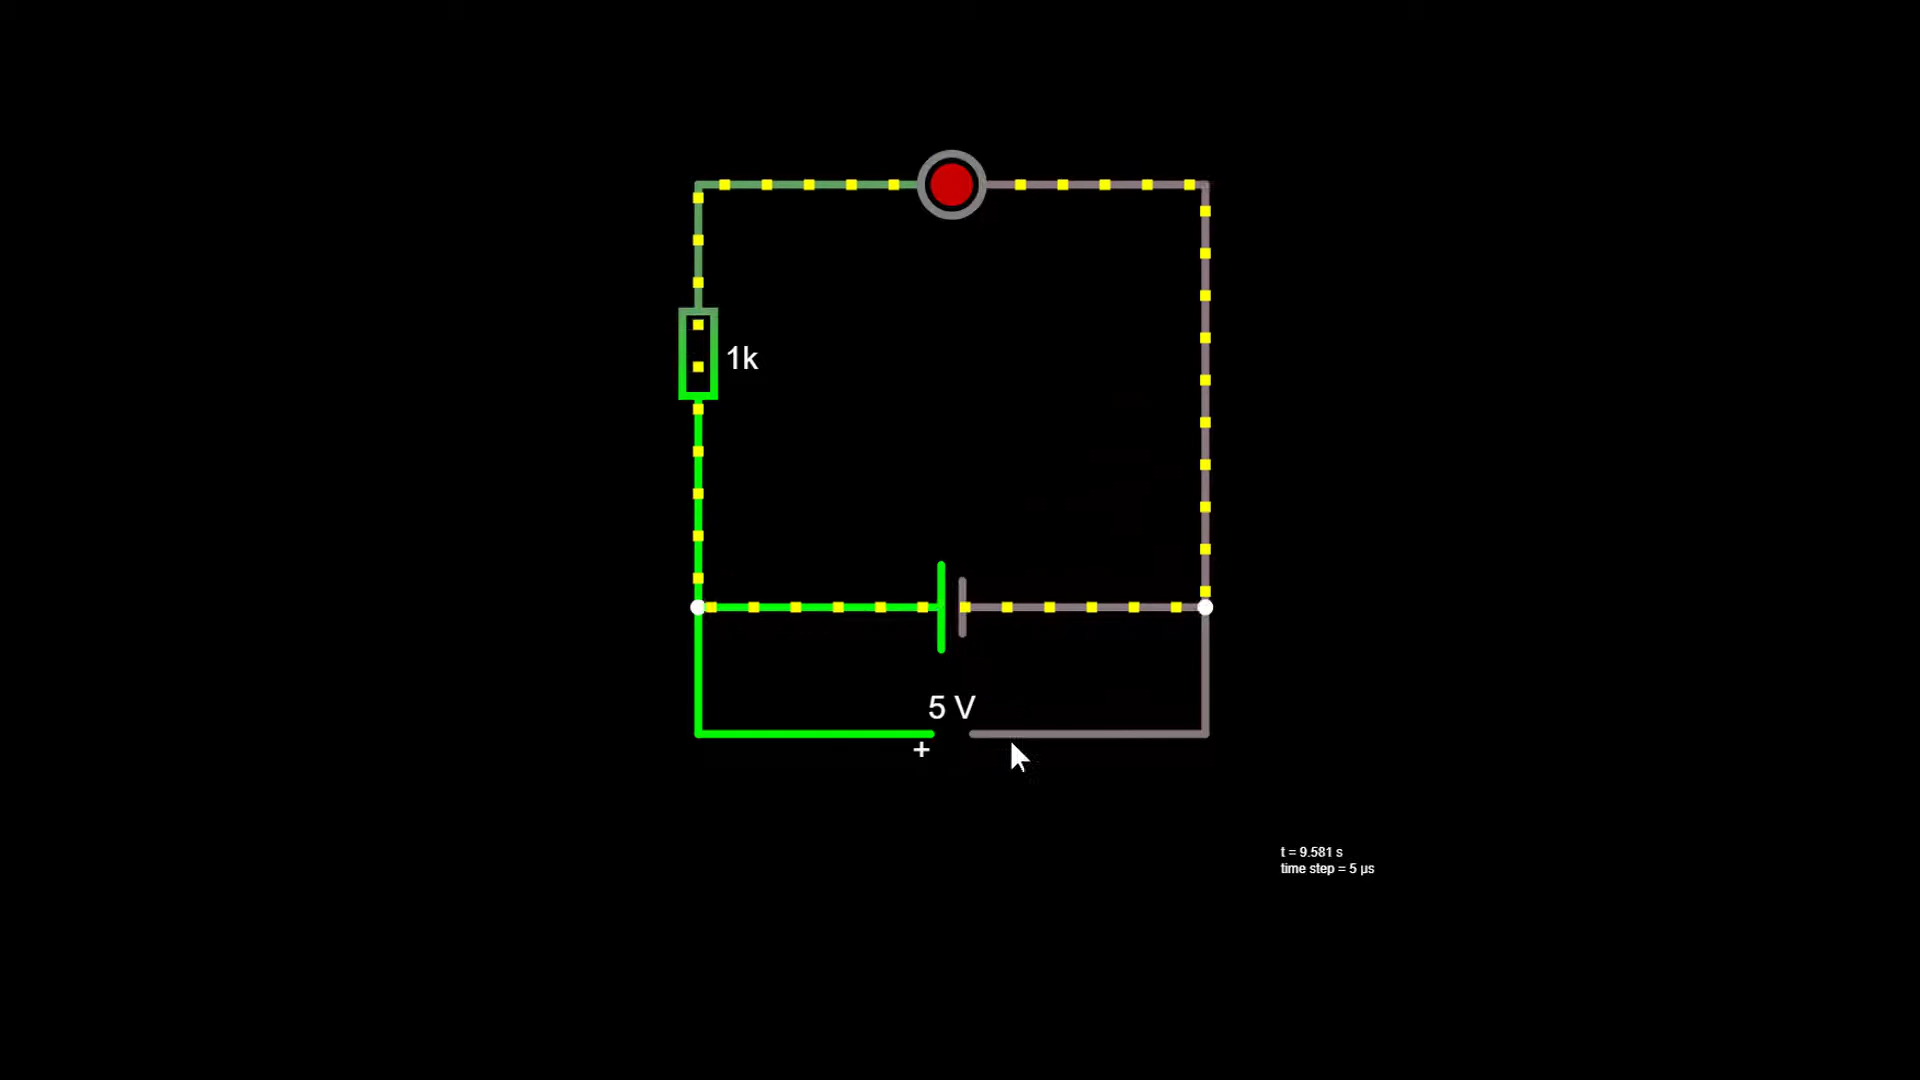 1k
5 V
+
t = 9.581 s
time step = 5 µs